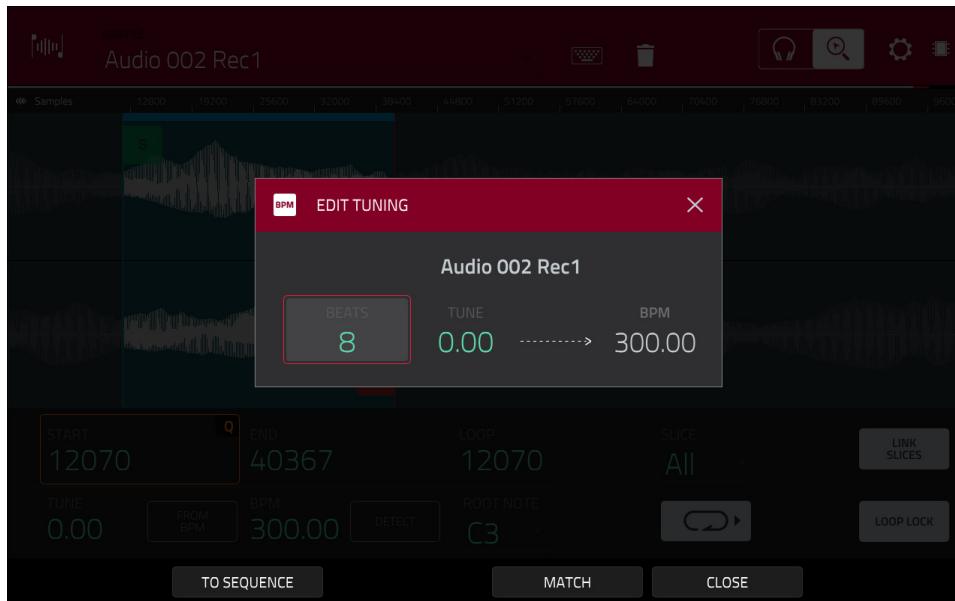 Audio 002 Rec1
Samples 12800 19200 25600 32000 38400 44800 51200 57600 64000 70400 76800 83200 89600
S
BPM EDIT TUNING
Audio 002 Rec1
BEATS TUNE BPM
8 0.00 300.00
START Q END LOOP SLICE
12070 40367 12070 All
LINK
SLICES
TUNE BPM ROOT NOTE
0.00 FROM BPM 300.00 DETECT C3
LOOP LOCK
TO SEQUENCE MATCH CLOSE